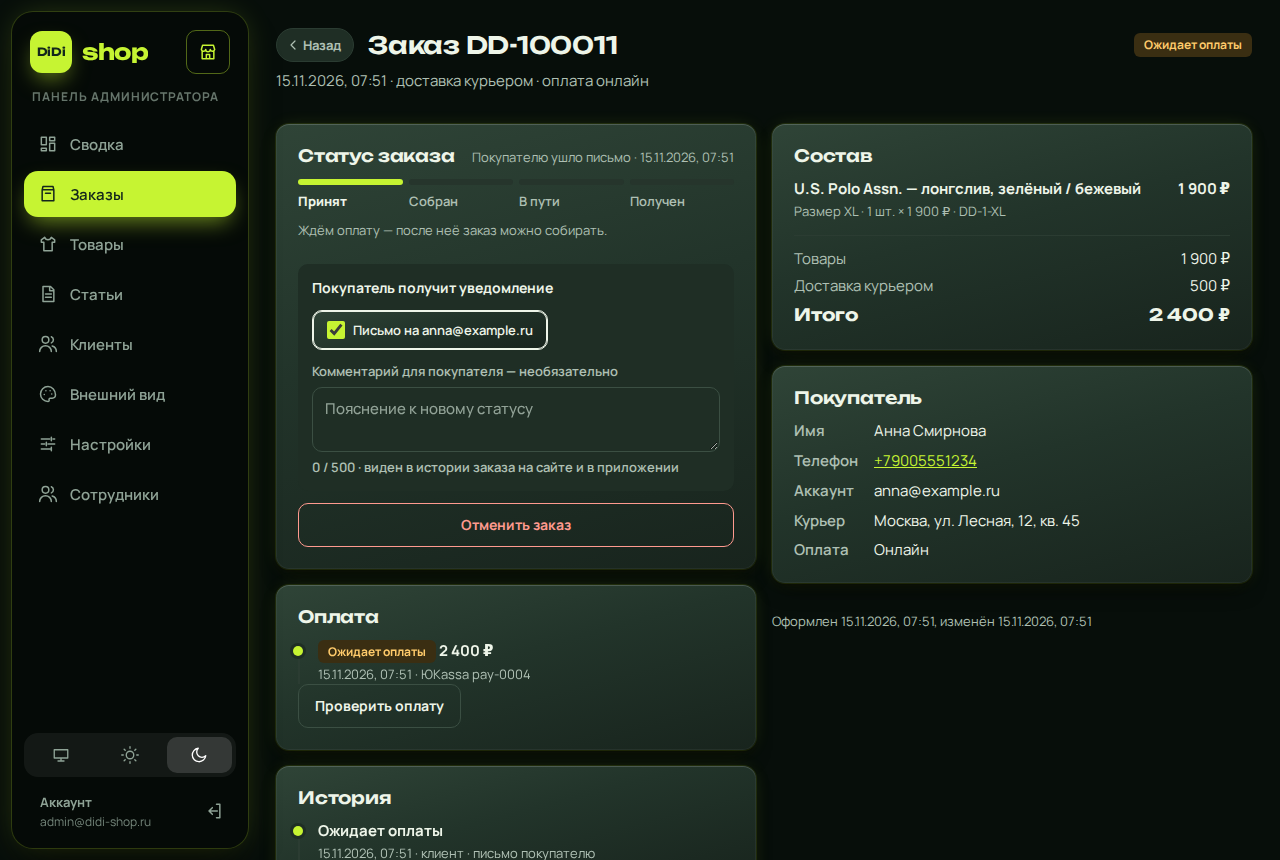 DiDi shop
ПАНЕЛЬ АДМИНИСТРАТОРА
Сводка
Заказы
Товары
Статьи
Клиенты
Внешний вид
Настройки
Сотрудники
Аккаунт
admin@didi-shop.ru
Назад
Заказ DD-100011
Ожидает оплаты
15.11.2026, 07:51 · доставка курьером · оплата онлайн
Статус заказа
Покупателю ушло письмо · 15.11.2026, 07:51
Принят
Собран
В пути
Получен
Ждём оплату — после неё заказ можно собирать.
Покупатель получит уведомление
Письмо на anna@example.ru
Комментарий для покупателя — необязательно
Пояснение к новому статусу
0 / 500 · виден в истории заказа на сайте и в приложении
Отменить заказ
Оплата
Ожидает оплаты 2 400 ₽
15.11.2026, 07:51 · ЮKassa pay-0004
Проверить оплату
История
Ожидает оплаты
15.11.2026, 07:51 · клиент · письмо покупателю
Состав
U.S. Polo Assn. — лонгслив, зелёный / бежевый 1 900 ₽
Размер XL · 1 шт. × 1 900 ₽ · DD-1-XL
Товары 1 900 ₽
Доставка курьером 500 ₽
Итого 2 400 ₽
Покупатель
Имя Анна Смирнова
Телефон +79005551234
Аккаунт anna@example.ru
Курьер Москва, ул. Лесная, 12, кв. 45
Оплата Онлайн
Оформлен 15.11.2026, 07:51, изменён 15.11.2026, 07:51